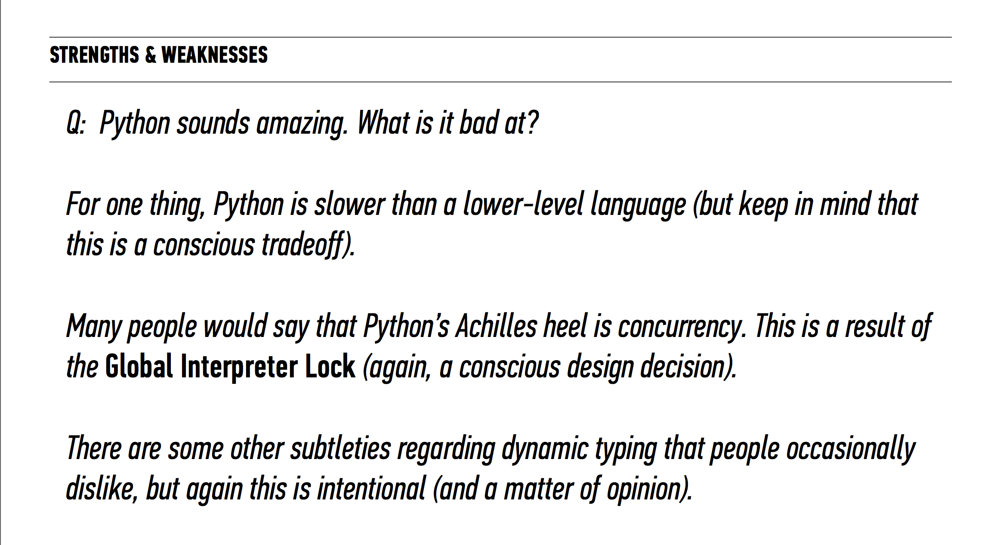 STRENGTHS & WEAKNESSES
Q: Python sounds amazing. What is it bad at?
For one thing, Python is slower than a lower-level language (but keep in mind that
this is a conscious tradeoff).
Many people would say that Python’s Achilles heel is concurrency. This is a result of
the Global Interpreter Lock (again, a conscious design decision).
There are some other subtleties regarding dynamic typing that people occasionally
dislike, but again this is intentional (and a matter of opinion).